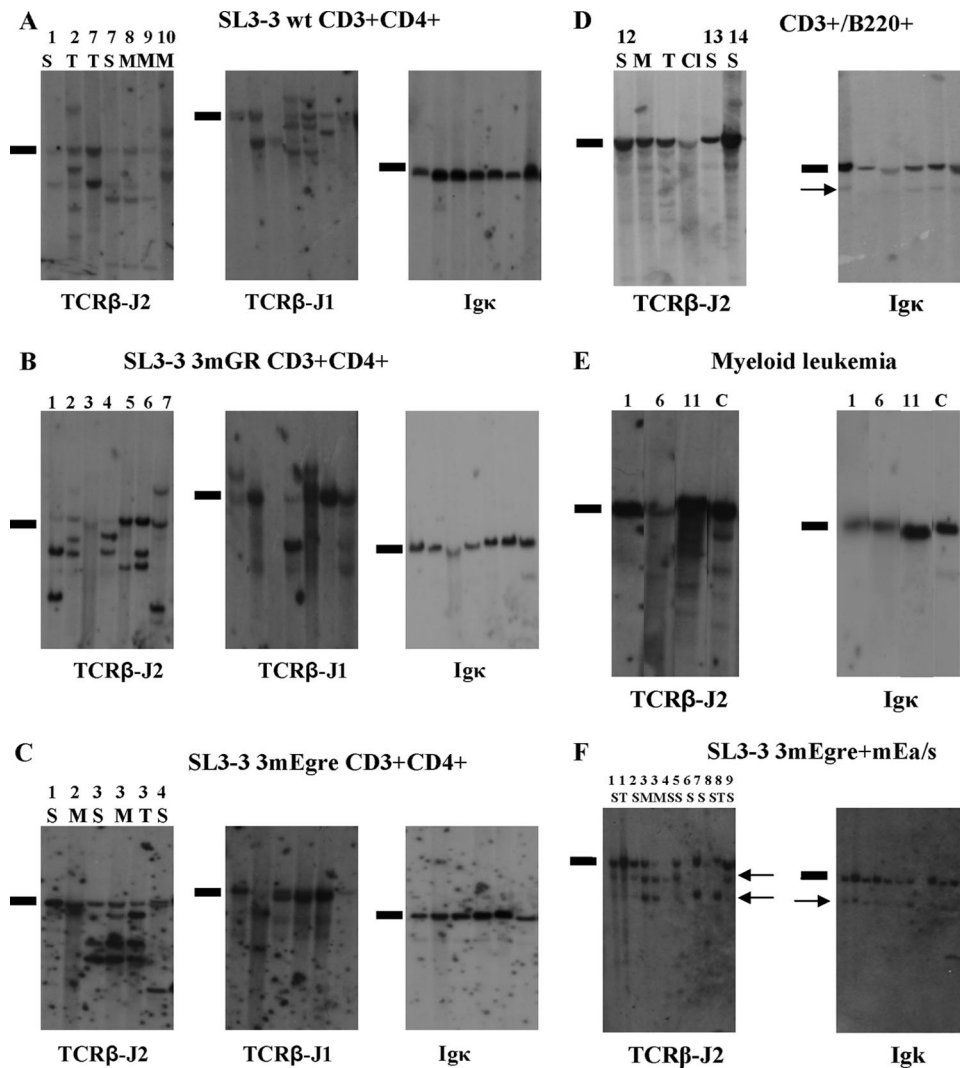 A
SL3-3 wt CD3+CD4+
1 2 7 7 8 9 10
S T T S M M M
TCRβ-J2
TCRβ-J1
Igκ
B
SL3-3 3mGR CD3+CD4+
1 2 3 4 5 6 7
TCRβ-J2
TCRβ-J1
Igκ
C
SL3-3 3mEgre CD3+CD4+
1 2 3 3 3 4
S M S M T S
TCRβ-J2
TCRβ-J1
Igκ
D
CD3+/B220+
12 13 14
S M T Cl S S
TCRβ-J2
Igκ
E
Myeloid leukemia
1 6 11 C
1 6 11 C
TCRβ-J2
Igκ
F
SL3-3 3mEgre+mEa/s
1 1 2 3 3 4 5 6 7 8 8 9
S T S M M S S S S S T S
TCRβ-J2
Igk